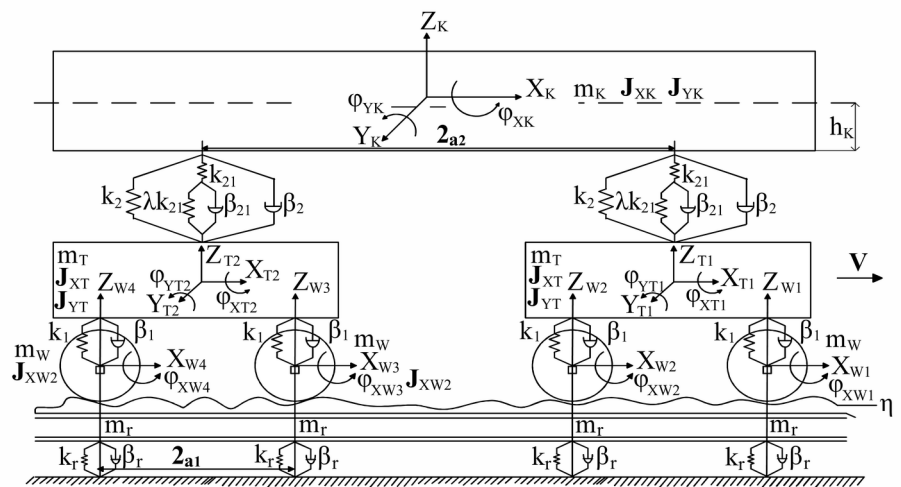 Z_K
X_K
m_K J_XK J_YK
φ_YK
φ_XK
Y_K
2_a2
h_K
k_21 k_21
k_2 λk_21 β_21 β_2 k_2 λk_21 β_21 β_2
m_T Z_T2 m_T Z_T1
J_XT Z_W4 φ_YT2 X_T2 Z_W3 J_XT Z_W2 φ_YT1 X_T1 Z_W1 V
J_YT Y_T2 φ_XT2 J_YT Y_T1 φ_XT1
k_1 β_1 k_1 β_1 k_1 β_1 k_1 β_1
m_W X_W4 X_W3 m_W X_W2 X_W1 m_W
J_XW2 φ_XW4 φ_XW3 J_XW2 φ_XW2 φ_XW1
η
m_r m_r m_r m_r
k_r β_r 2_a1 k_r β_r k_r β_r k_r β_r